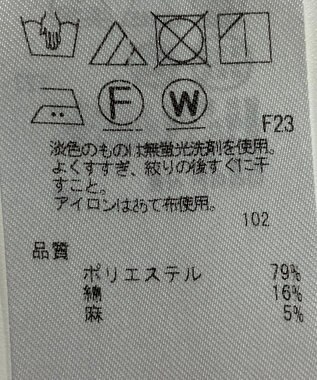 F W
F23
淡色のものは無蛍光洗剤を使用。
よくすすぎ、絞りの後すぐに干
すこと。
アイロンはあて布使用。
102
品質
ポリエステル 79%
綿 16%
麻 5%